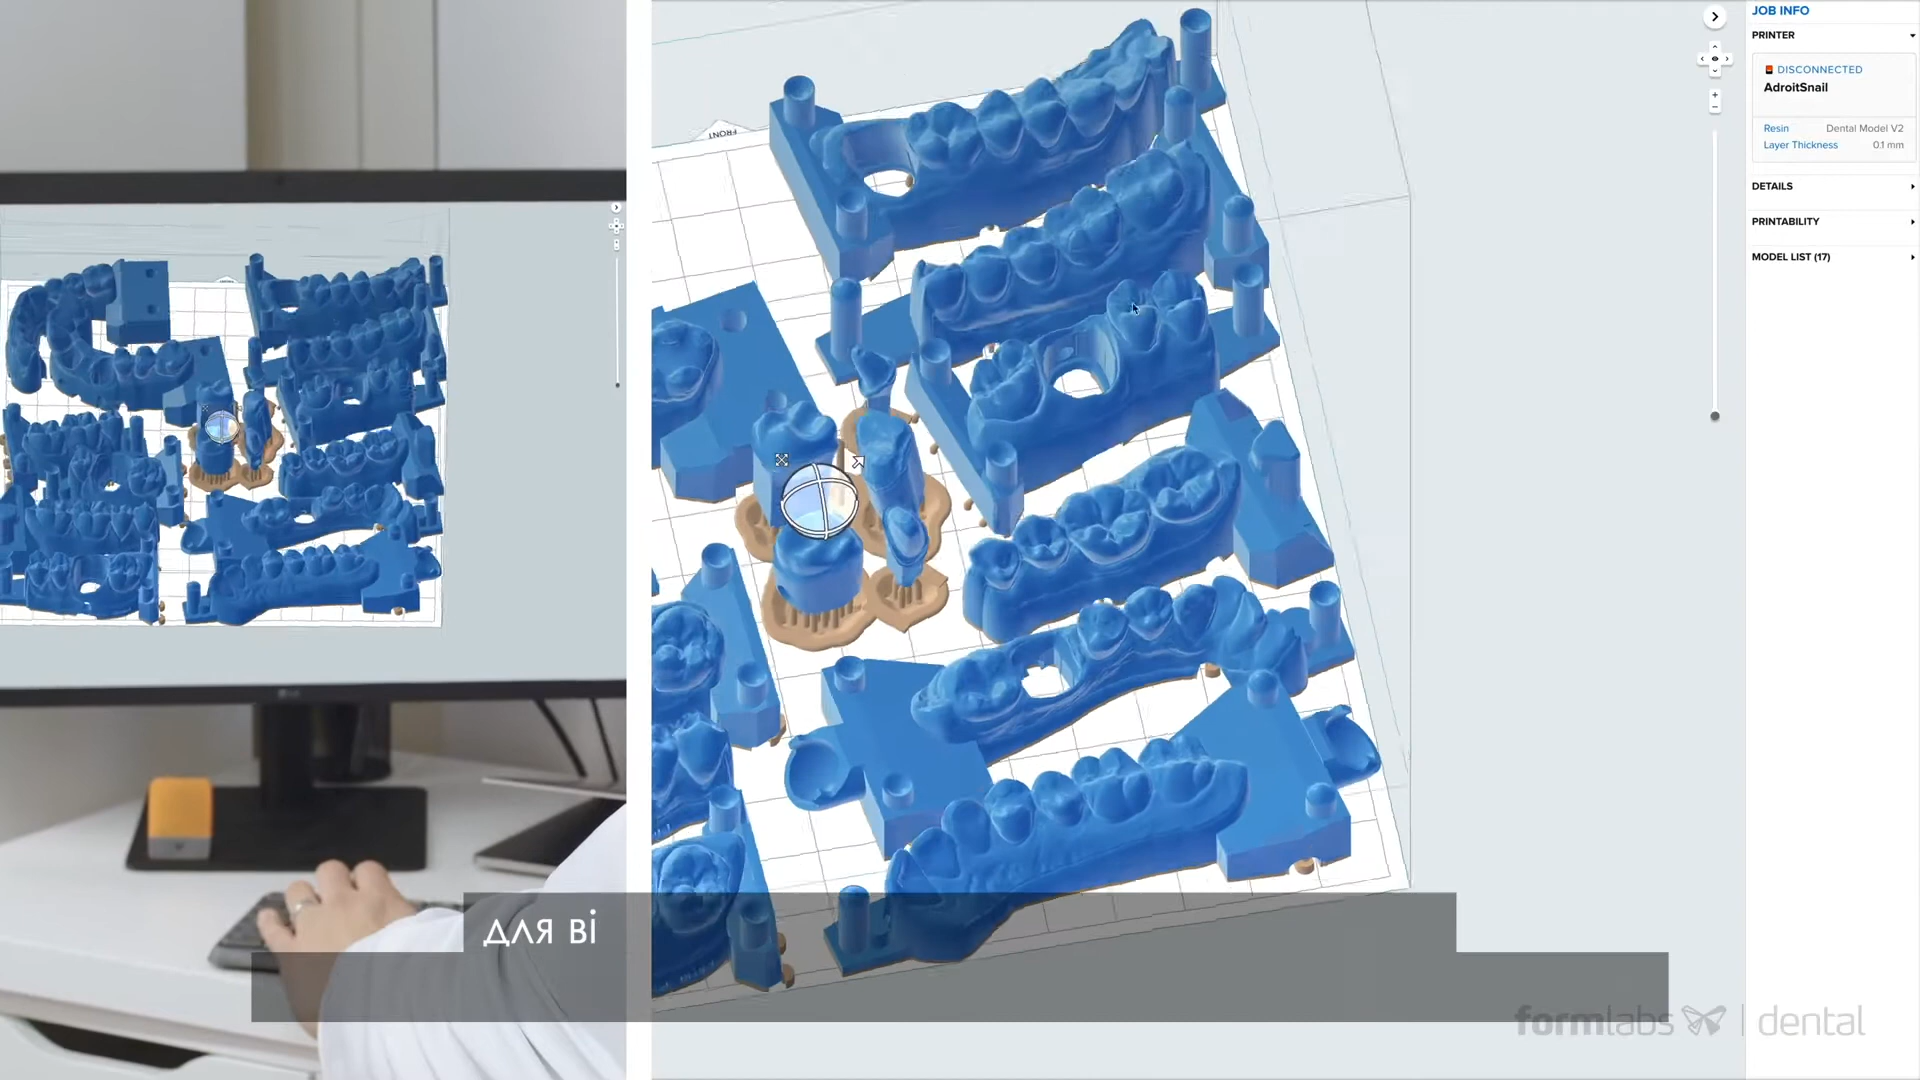 JOB INFO
PRINTER
DISCONNECTED
AdroitSnail
Resin Dental Model V2
Layer Thickness 0.1 mm
DETAILS
PRINTABILITY
MODEL LIST (17)
FRONT
для ві
formlabs dental